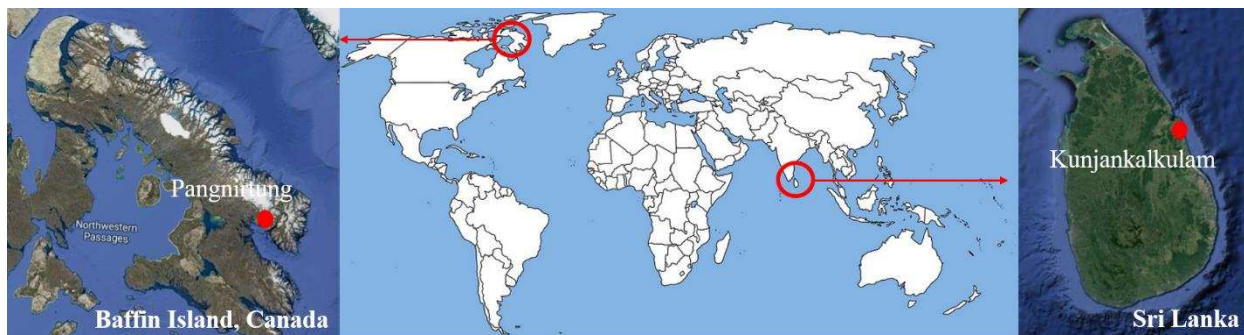 Pangnirtung
Northwestern
Passages
Baffin Island, Canada
Kunjankalkulam
Sri Lanka